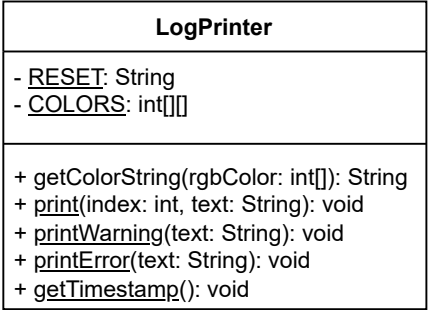 LogPrinter
- RESET: String
- COLORS: int[][]
+ getColorString(rgbColor: int[]): String
+ print(index: int, text: String): void
+ printWarning(text: String): void
+ printError(text: String): void
+ getTimestamp(): void